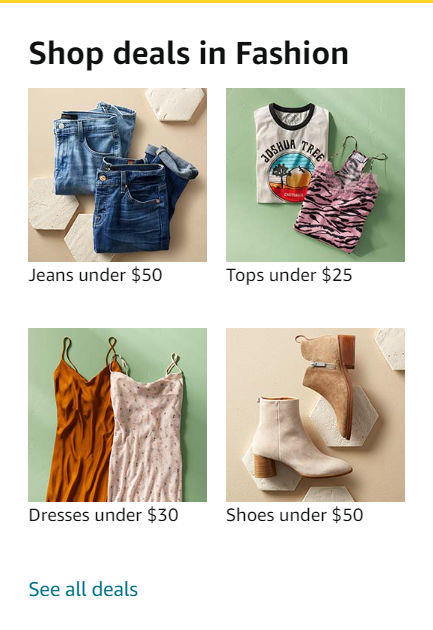 Shop deals in Fashion
JOSHUA TREE
Jeans under $50
Tops under $25
Dresses under $30
Shoes under $50
See all deals